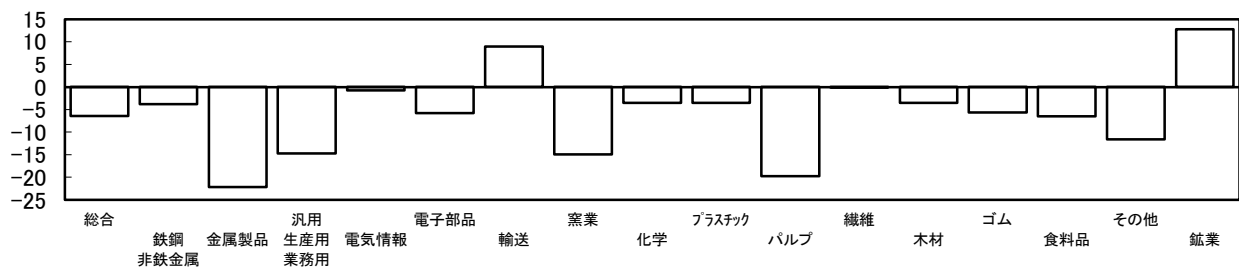 15
10
5
0
-5
-10
-15
-20
-25
総合
鉄鋼
非鉄金属
金属製品
汎用
生産用
業務用
電気情報
電子部品
輸送
窯業
化学
ﾌﾟﾗｽﾁｯｸ
パルプ
繊維
木材
ゴム
食料品
その他
鉱業